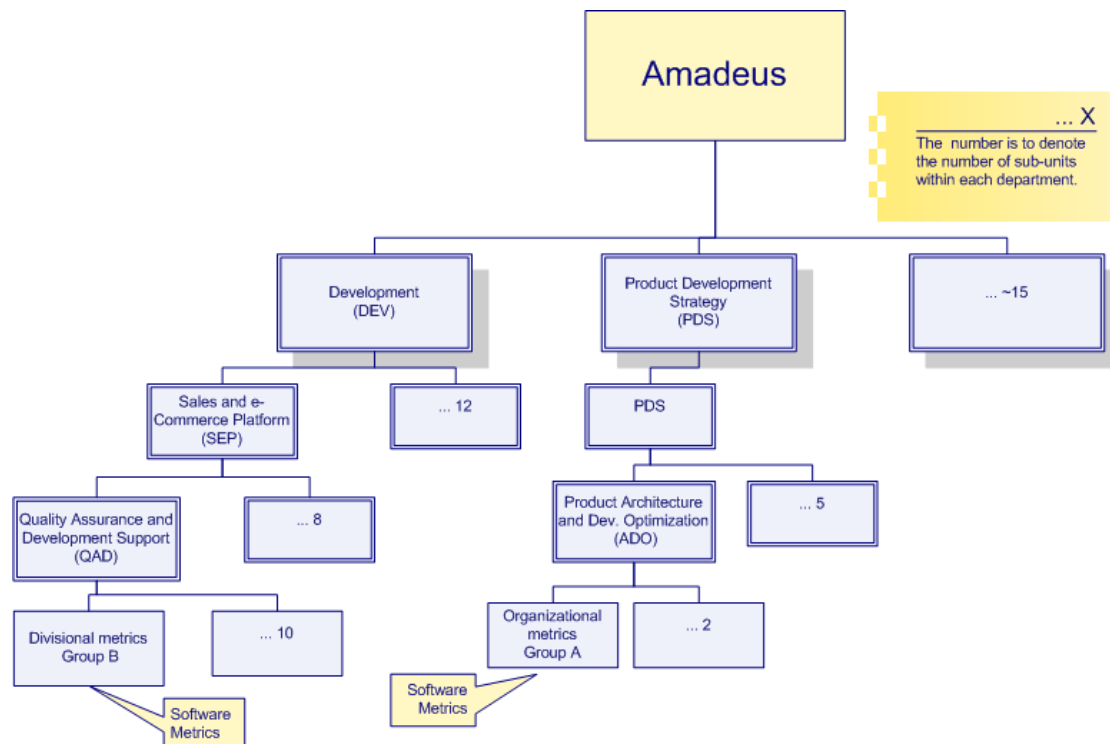 Amadeus
... X
The number is to denote
the number of sub-units
within each department.
Development
(DEV)
Product Development
Strategy
(PDS)
... ~15
Sales and e-
Commerce Platform
(SEP)
... 12
PDS
Quality Assurance and
Development Support
(QAD)
... 8
Product Architecture
and Dev. Optimization
(ADO)
... 5
Divisional metrics
Group B
... 10
Organizational
metrics
Group A
... 2
Software
Metrics
Software
Metrics